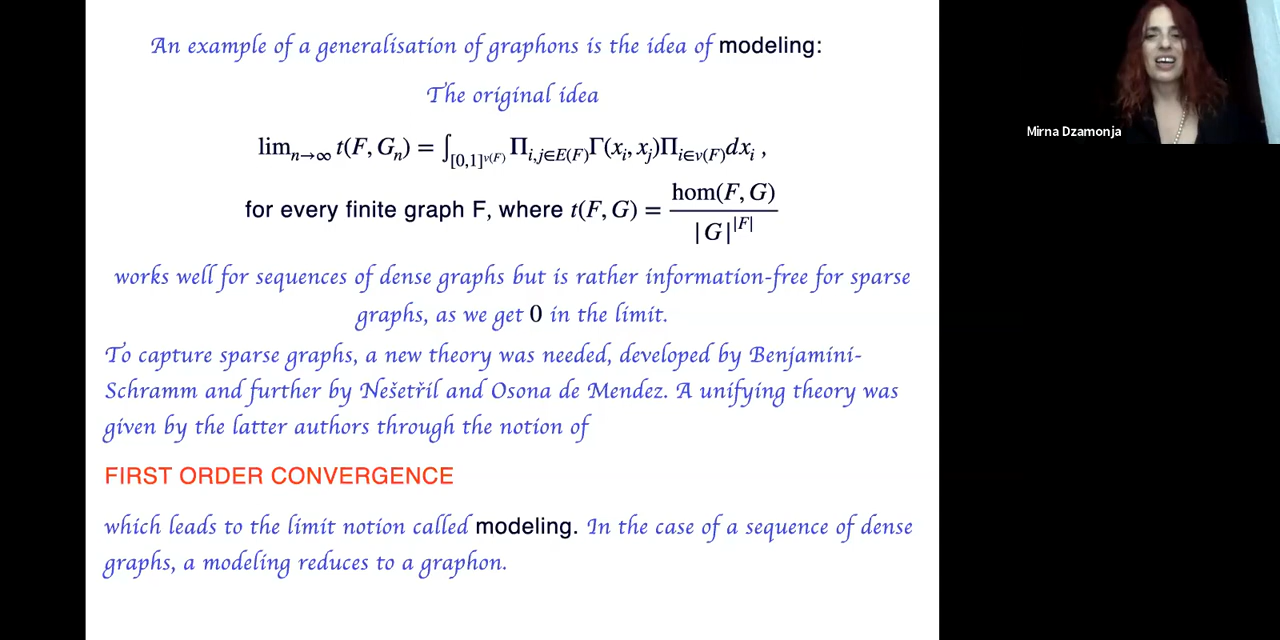 An example of a generalisation of graphons is the idea of modeling:
The original idea
lim_{n→∞} t(F, G_n) = ∫_{[0,1]^{v(F)}} Π_{i,j∈E(F)} Γ(x_i, x_j) Π_{i∈v(F)} dx_i ,
for every finite graph F, where t(F, G) = hom(F, G) / |G|^{|F|}
works well for sequences of dense graphs but is rather information-free for sparse
graphs, as we get 0 in the limit.
To capture sparse graphs, a new theory was needed, developed by Benjamini-
Schramm and further by Nešetřil and Osona de Mendez. A unifying theory was
given by the latter authors through the notion of
FIRST ORDER CONVERGENCE
which leads to the limit notion called modeling. In the case of a sequence of dense
graphs, a modeling reduces to a graphon.
Mirna Dzamonja